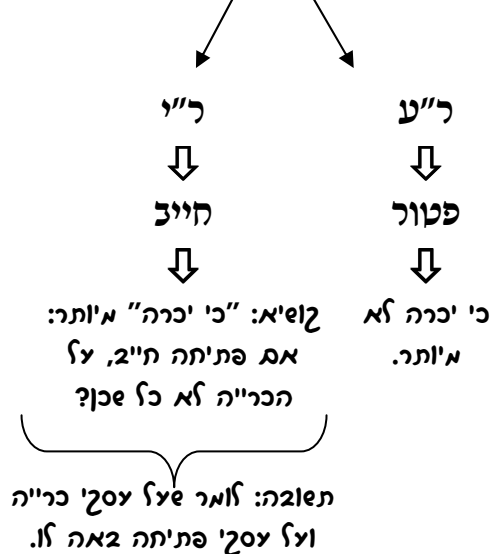 ר"ע
ר"י
פטור
חייב
כי יכרה לא
מיותר.
קושיא: "כי יכרה" מיותר:
אם פתיחה חייב, על
הכרייה לא כל שכן?
תשובה: לומר שעל עסקי כרייה
ועל עסקי פתיחה באה לו.